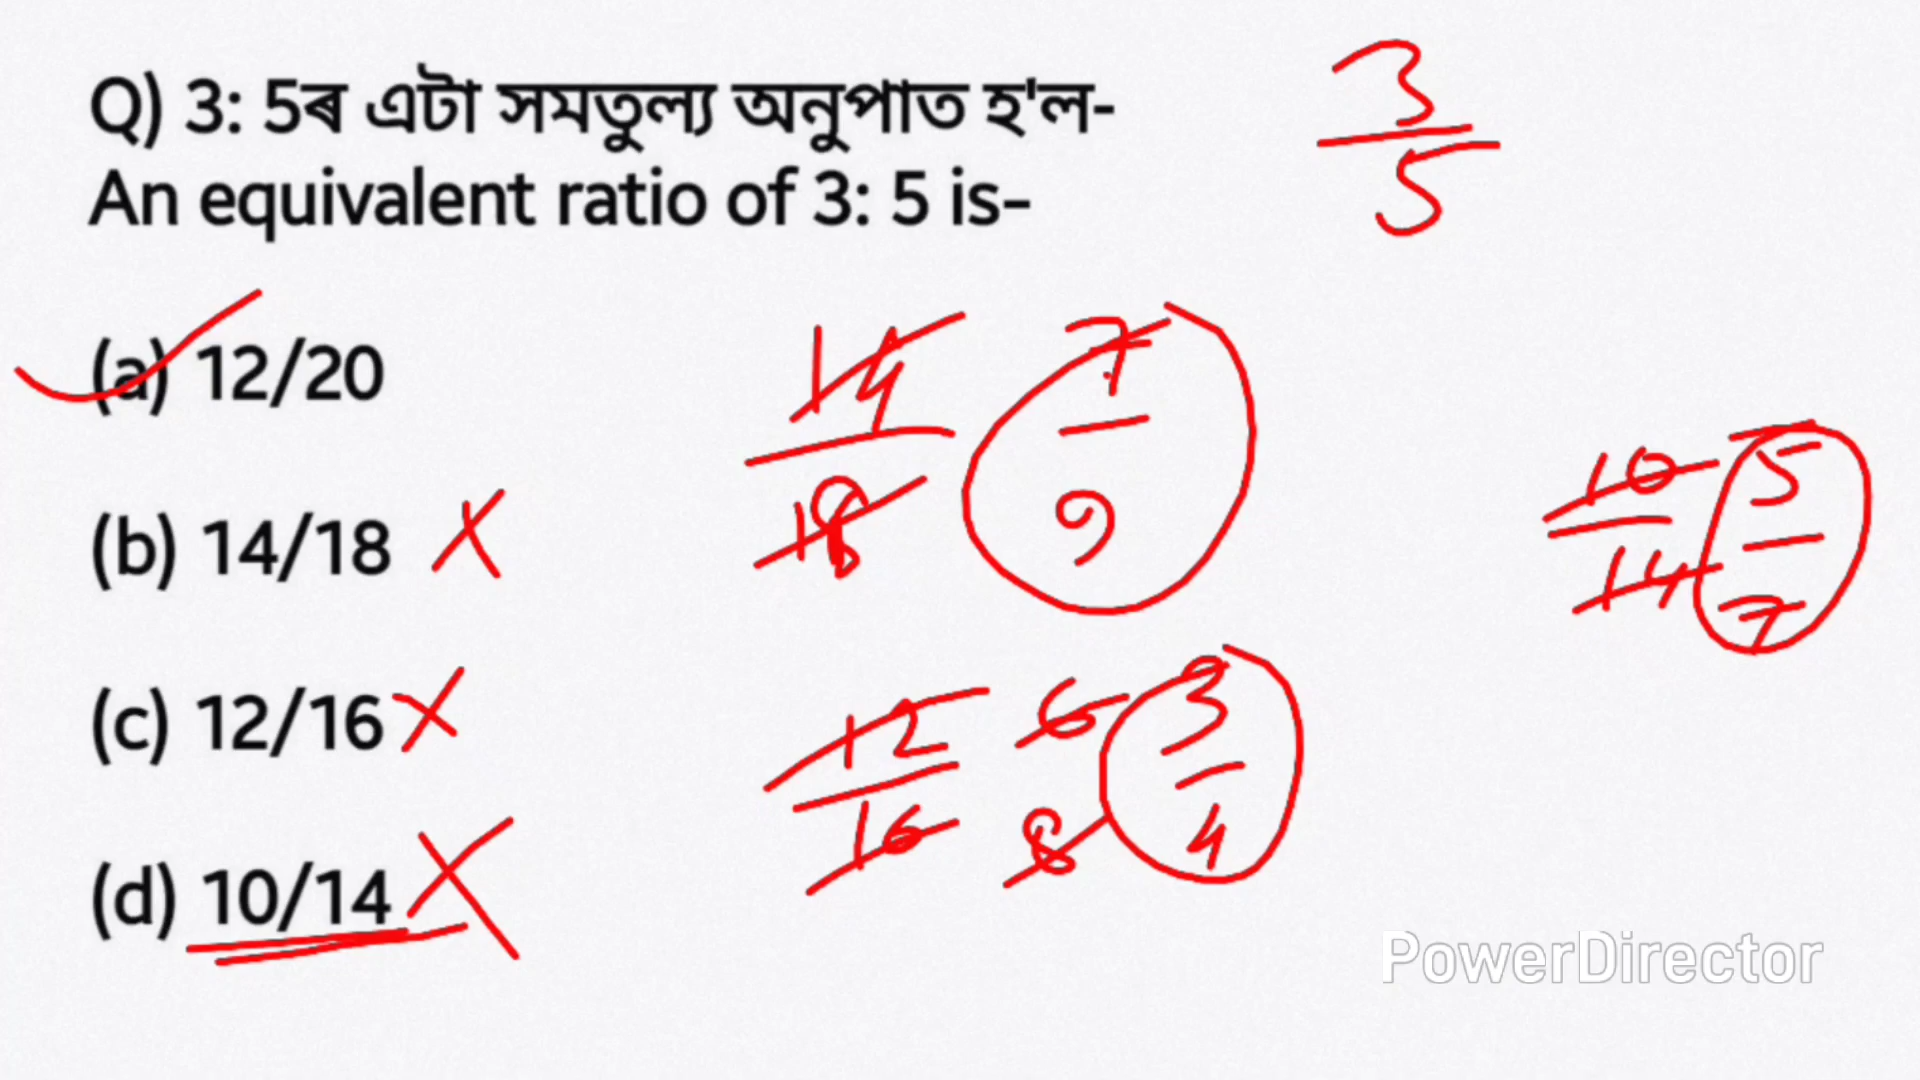 Q) 3: 5ৰ এটা সমতুল্য অনুপাত হ'ল-
An equivalent ratio of 3: 5 is-
3
5
(a) 12/20
14
18
7
9
(b) 14/18
10
14
5
7
(c) 12/16
12
16
6
8
3
4
(d) 10/14
PowerDirector